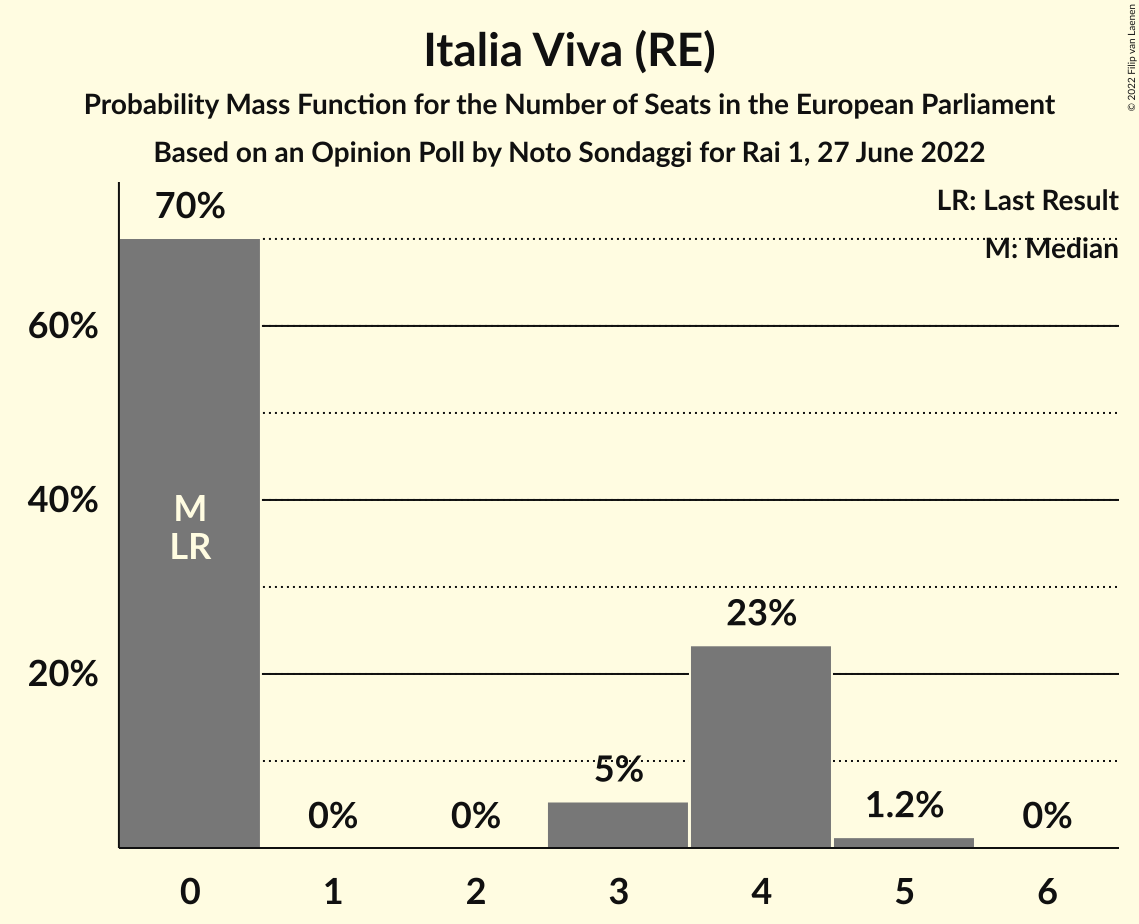 Italia Viva (RE)
Probability Mass Function for the Number of Seats in the European Parliament
Based on an Opinion Poll by Noto Sondaggi for Rai 1, 27 June 2022
© 2022 Filip van Laenen
LR: Last Result
M: Median
60%
40%
20%
70%
M
LR
0%
0%
5%
23%
1.2%
0%
0
1
2
3
4
5
6